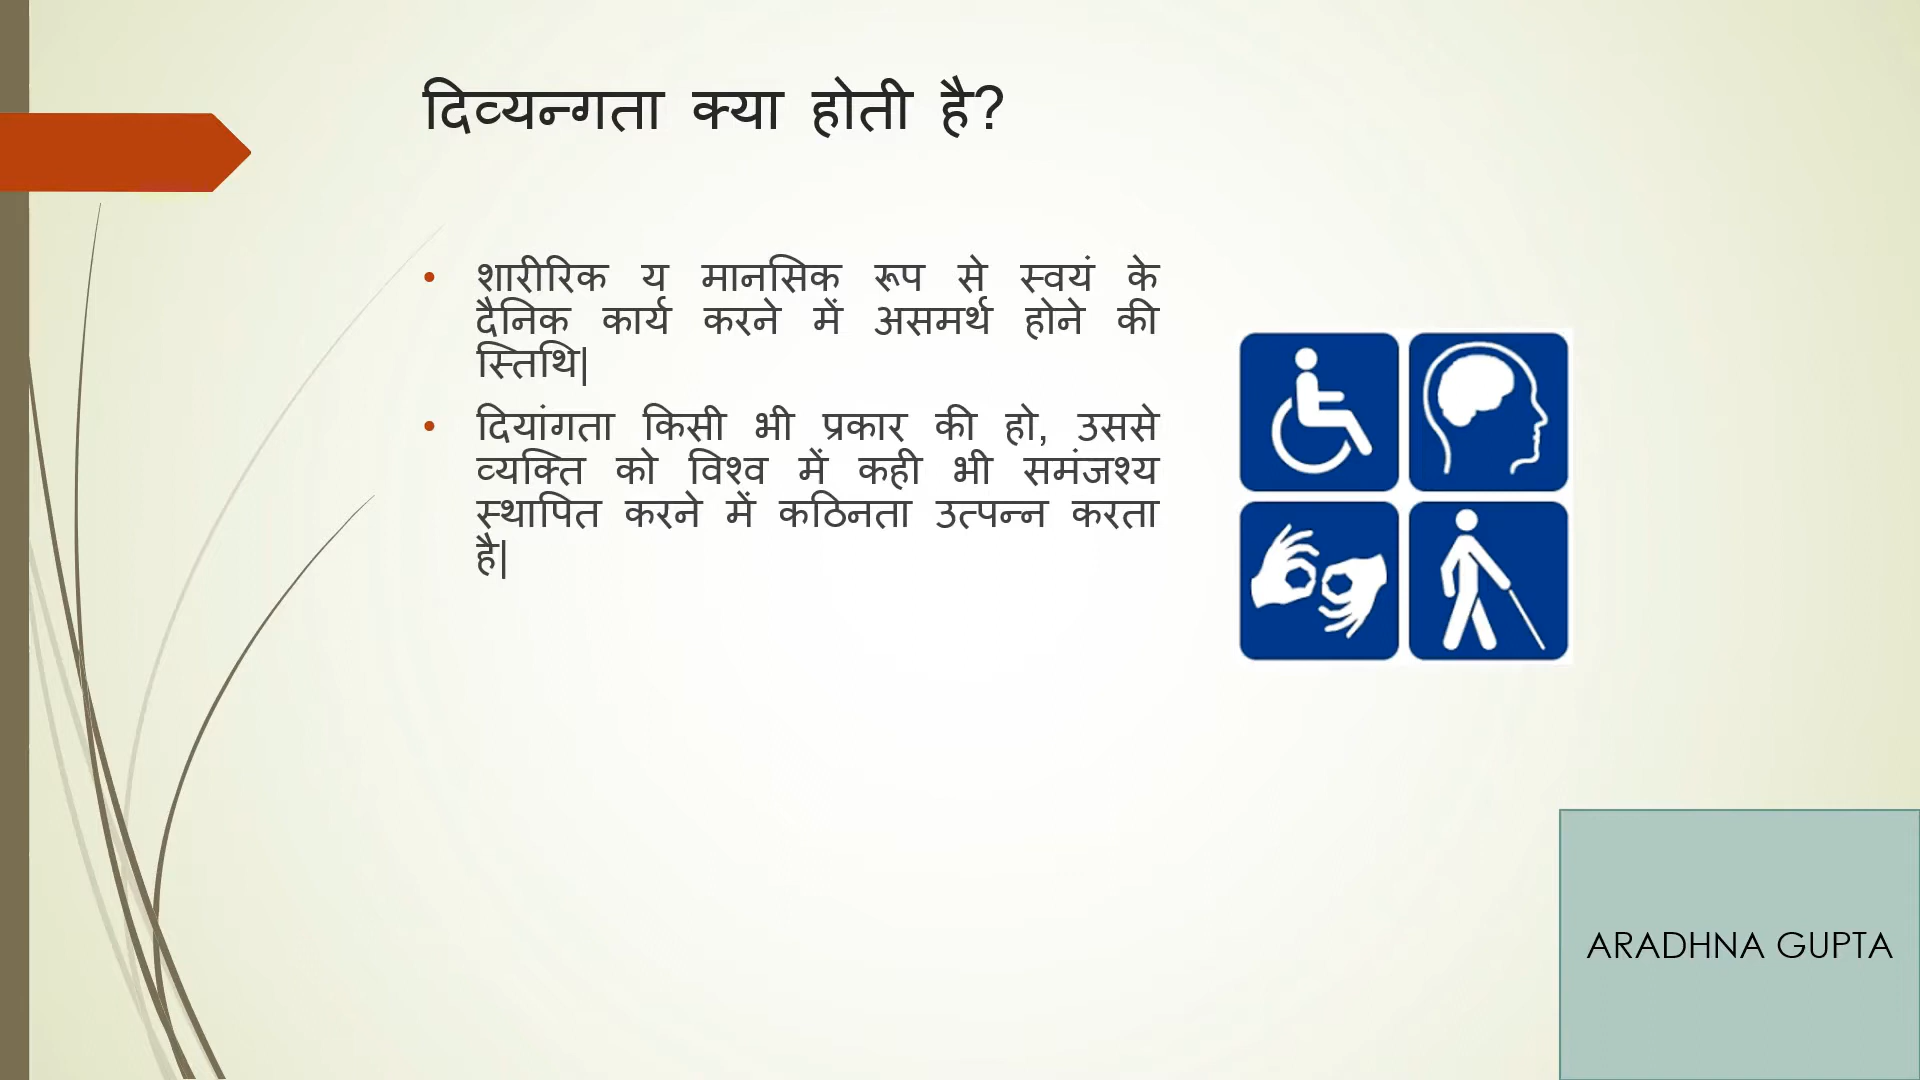 दिव्यन्गता क्या होती है?
• शारीरिक य मानसिक रूप से स्वयं के
दैनिक कार्य करने में असमर्थ होने की
स्तिथि|
• दियांगता किसी भी प्रकार की हो, उससे
व्यक्ति को विश्व में कही भी समंजश्य
स्थापित करने में कठिनता उत्पन्न करता
है|
ARADHNA GUPTA